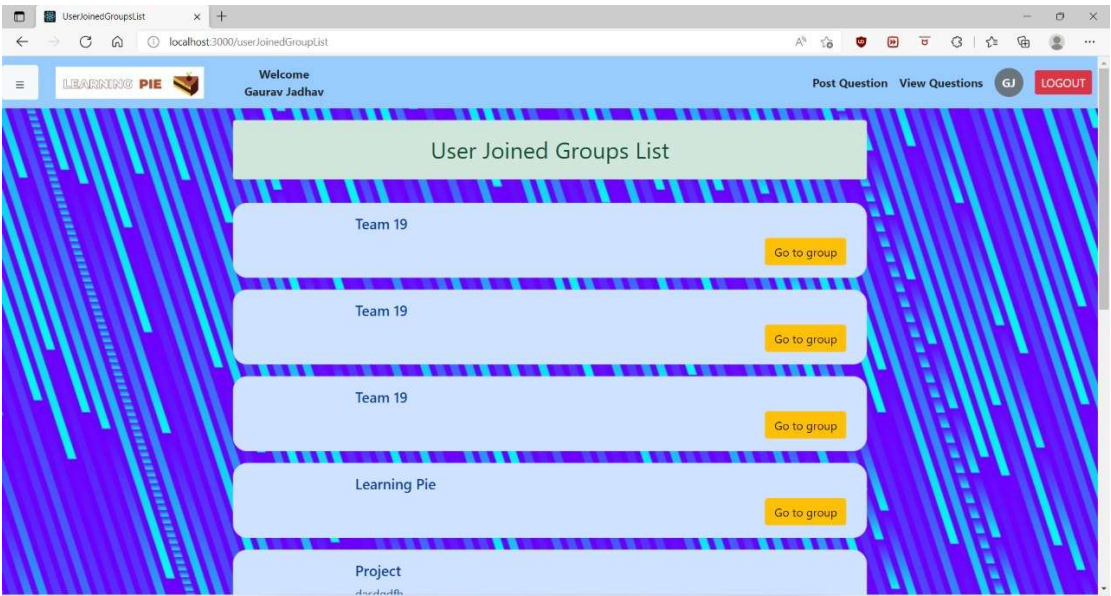 UserJoinedGroupsList
localhost:3000/userJoinedGroupList
LEARNING PIE
Welcome
Gaurav Jadhav
Post Question View Questions GJ LOGOUT
User Joined Groups List
Team 19
Go to group
Team 19
Go to group
Team 19
Go to group
Learning Pie
Go to group
Project